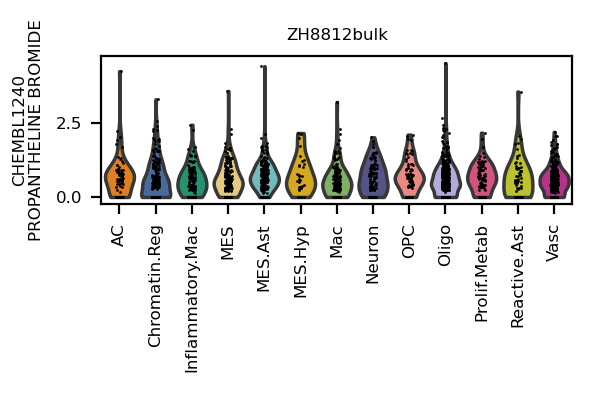 ZH8812bulk
CHEMBL1240
PROPANTHELINE BROMIDE
2.5
0.0
AC
Chromatin.Reg
Inflammatory.Mac
MES
MES.Ast
MES.Hyp
Mac
Neuron
OPC
Oligo
Prolif.Metab
Reactive.Ast
Vasc